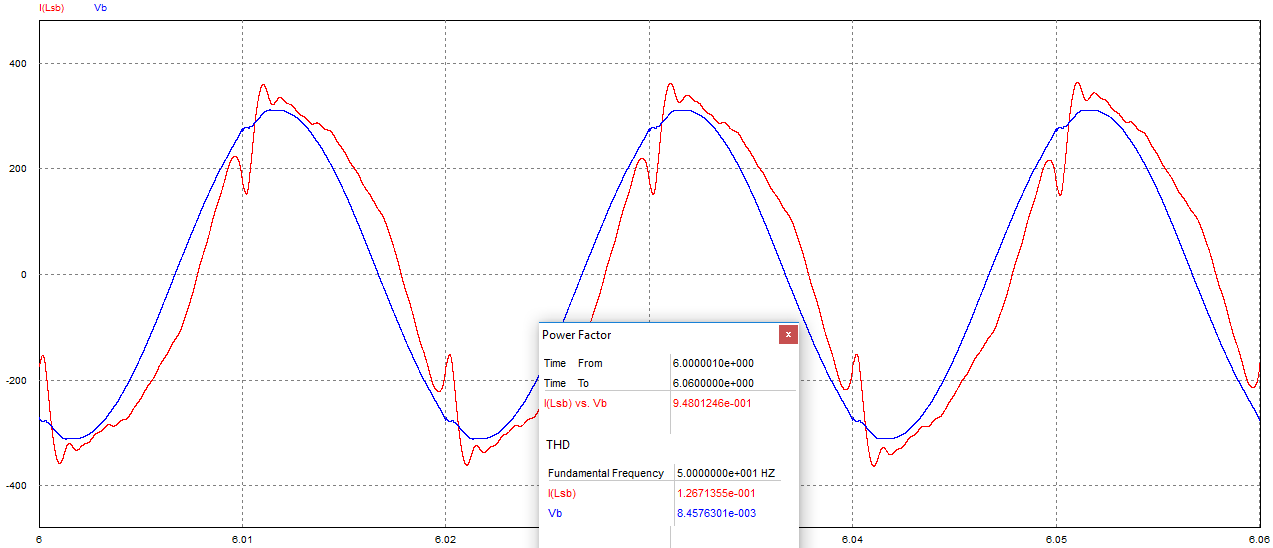 I(Lsb) Vb
400
200
0
-200
-400
6 6.01 6.02 6.04 6.05 6.06
Power Factor x
Time From 6.0000010e+000
Time To 6.0600000e+000
I(Lsb) vs. Vb 9.4801246e-001
THD
Fundamental Frequency 5.0000000e+001 HZ
I(Lsb) 1.2671355e-001
Vb 8.4576301e-003